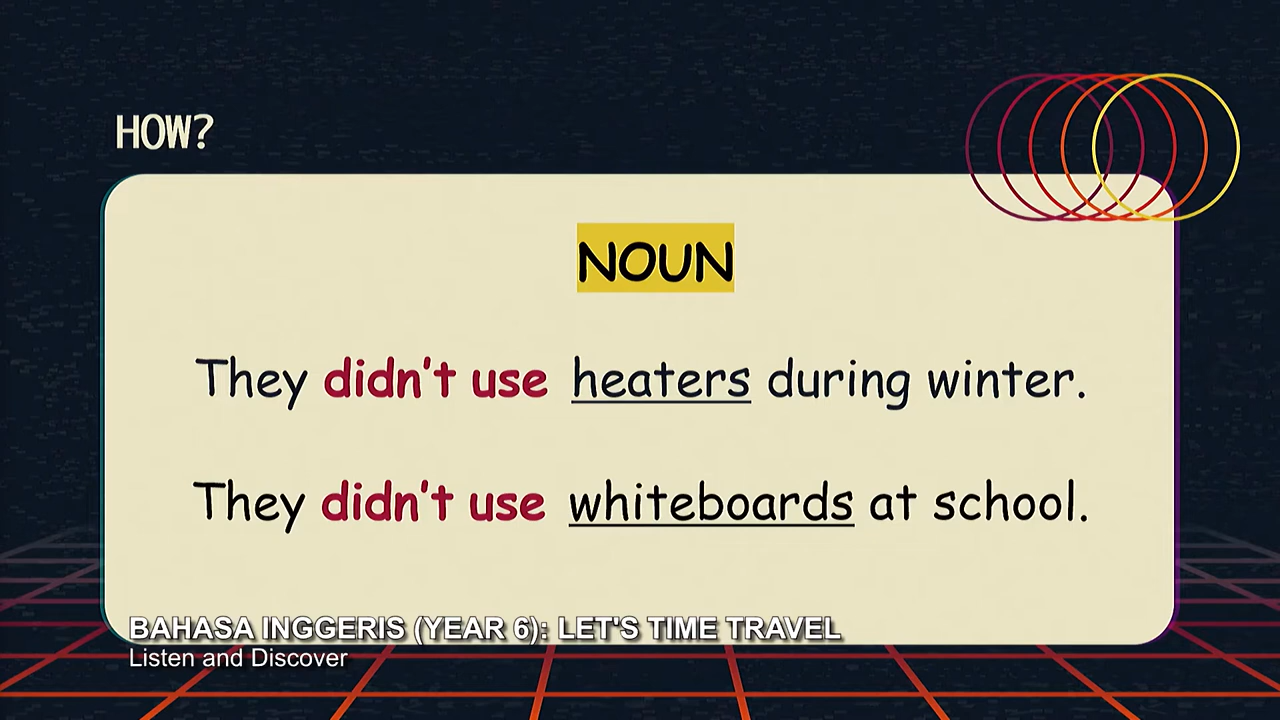 HOW?
NOUN
They didn't use heaters during winter.
They didn't use whiteboards at school.
BAHASA INGGERIS (YEAR 6): LET'S TIME TRAVEL
Listen and Discover